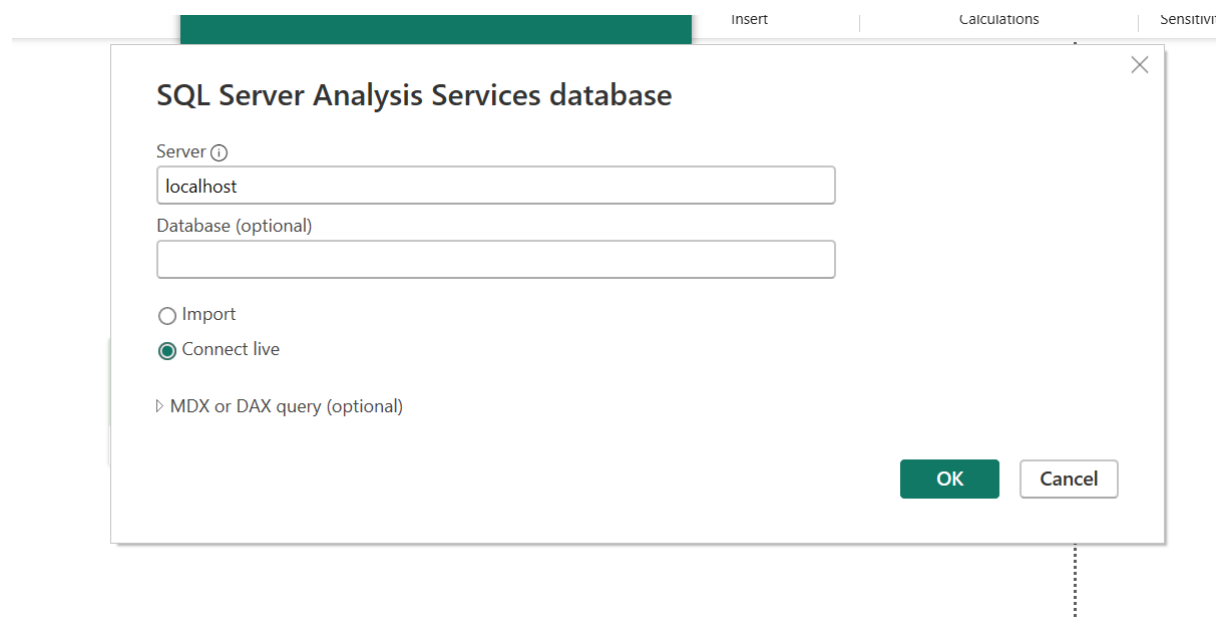 Insert
Calculations
SQL Server Analysis Services database
Server
localhost
Database (optional)
Import
Connect live
MDX or DAX query (optional)
OK
Cancel